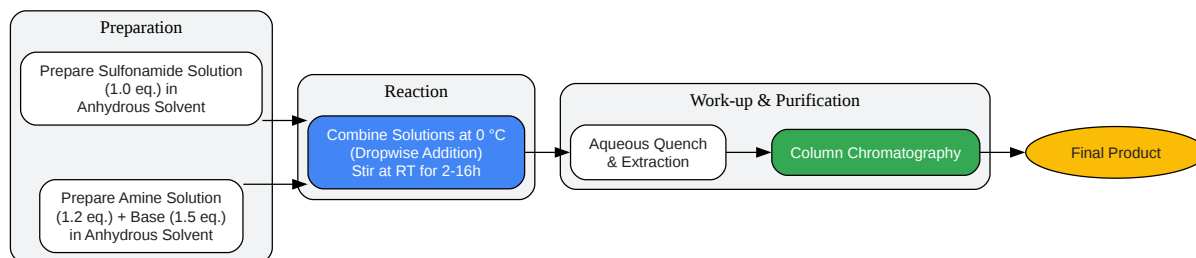 Preparation
Prepare Sulfonamide Solution
(1.0 eq.) in
Anhydrous Solvent
Prepare Amine Solution
(1.2 eq.) + Base (1.5 eq.)
in Anhydrous Solvent
Reaction
Combine Solutions at 0 °C
(Dropwise Addition)
Stir at RT for 2-16h
Work-up & Purification
Aqueous Quench
& Extraction
Column Chromatography
Final Product